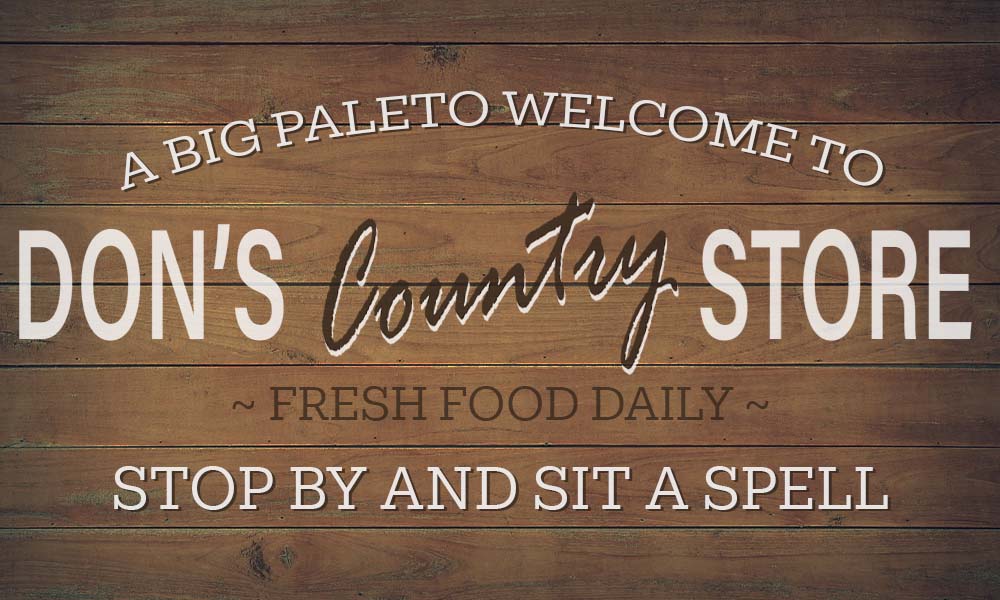 A BIG PALETO WELCOME TO
DON'S Country STORE
~ FRESH FOOD DAILY ~
STOP BY AND SIT A SPELL